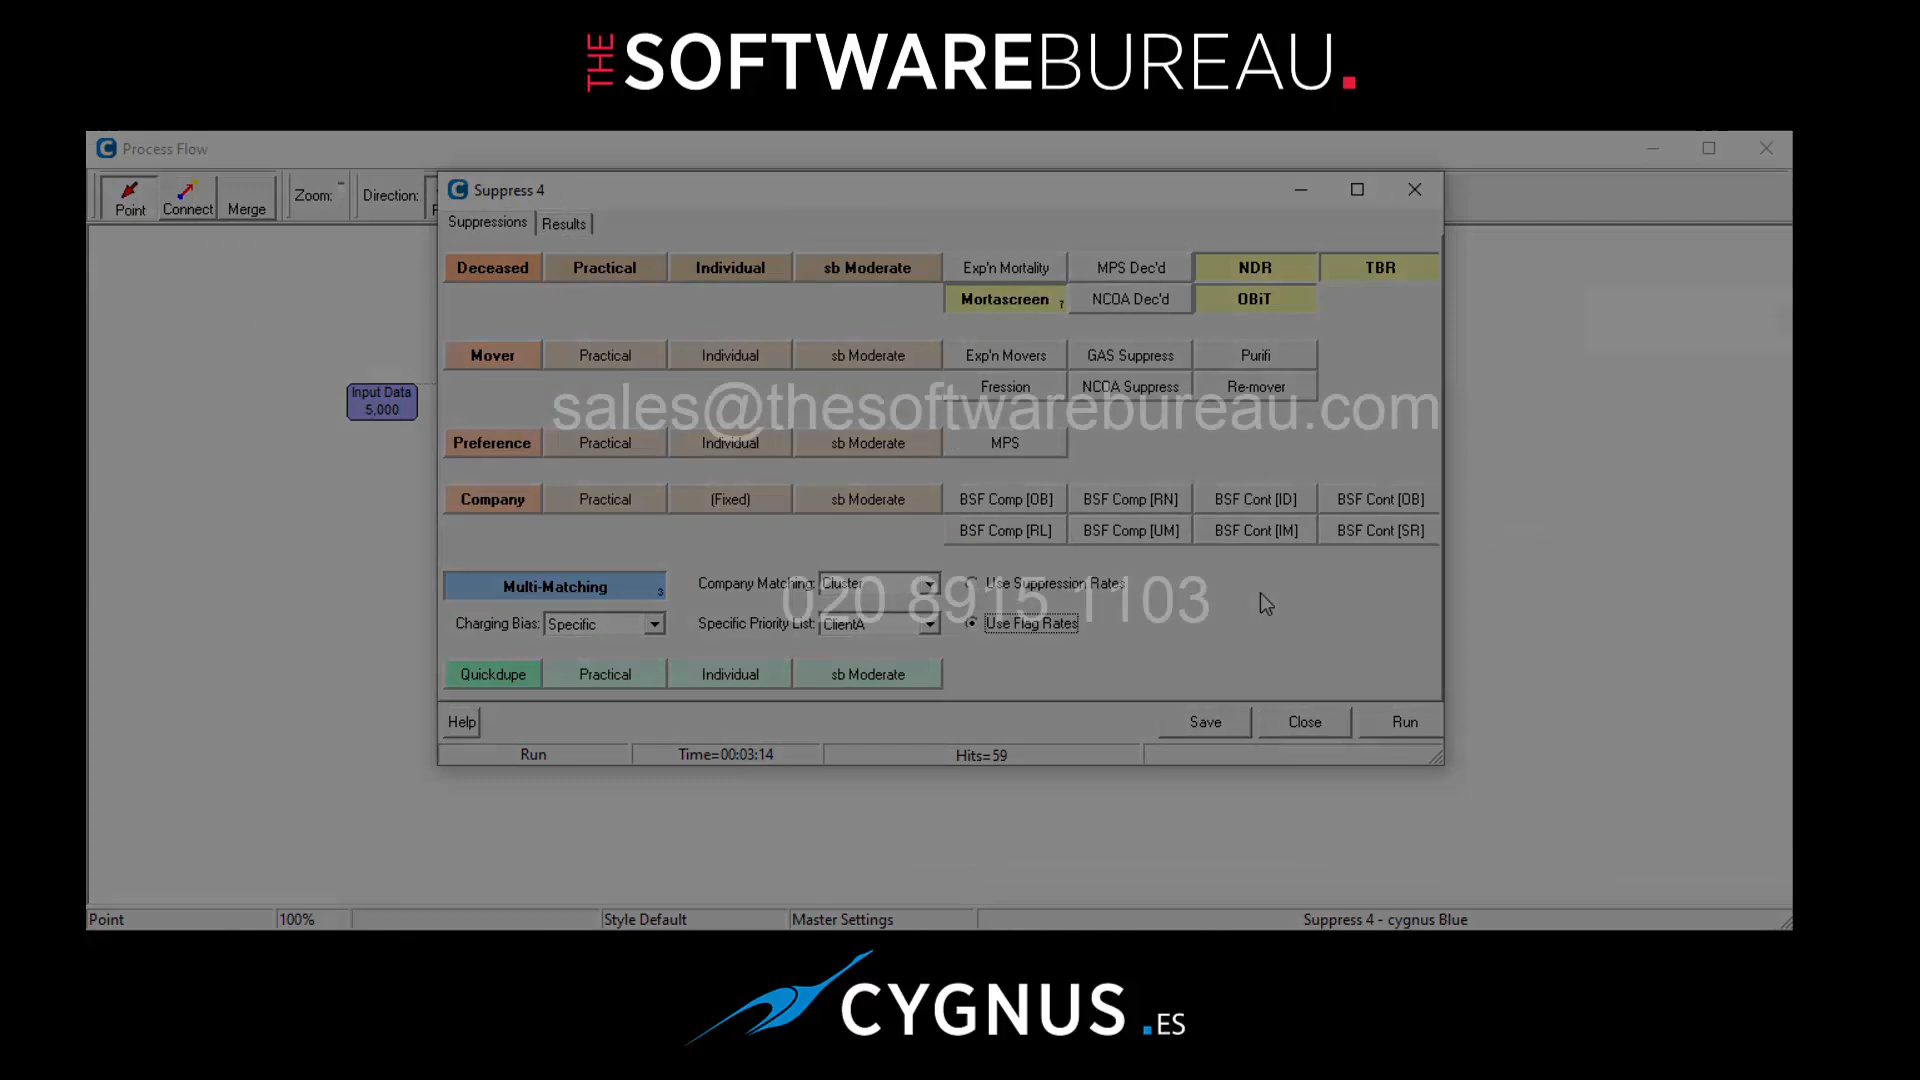 THE SOFTWAREBUREAU.
Process Flow
Point Connect Merge Zoom: Direction:
Suppress 4
Suppressions Results
Deceased Practical Individual sb Moderate Exp'n Mortality MPS Dec'd NDR TBR
Mortascreen 7 NCOA Dec'd OBiT
Mover Practical Individual sb Moderate Exp'n Movers GAS Suppress Purifi
Fression NCOA Suppress Re-mover
Input Data
5,000
sales@thesoftwarebureau.com
Preference Practical Individual sb Moderate MPS
Company Practical (Fixed) sb Moderate BSF Comp [OB] BSF Comp [RN] BSF Cont [ID] BSF Cont [OB]
BSF Comp [RL] BSF Comp [UM] BSF Cont [IM] BSF Cont [SR]
Multi-Matching 3 Company Matching: Cluster Use Suppression Rates
020 8915 1103
Charging Bias: Specific Specific Priority List: ClientA Use Flag Rates
Quickdupe Practical Individual sb Moderate
Help Save Close Run
Run Time=00:03:14 Hits=59
Point 100% Style Default Master Settings Suppress 4 - cygnus Blue
CYGNUS .ES